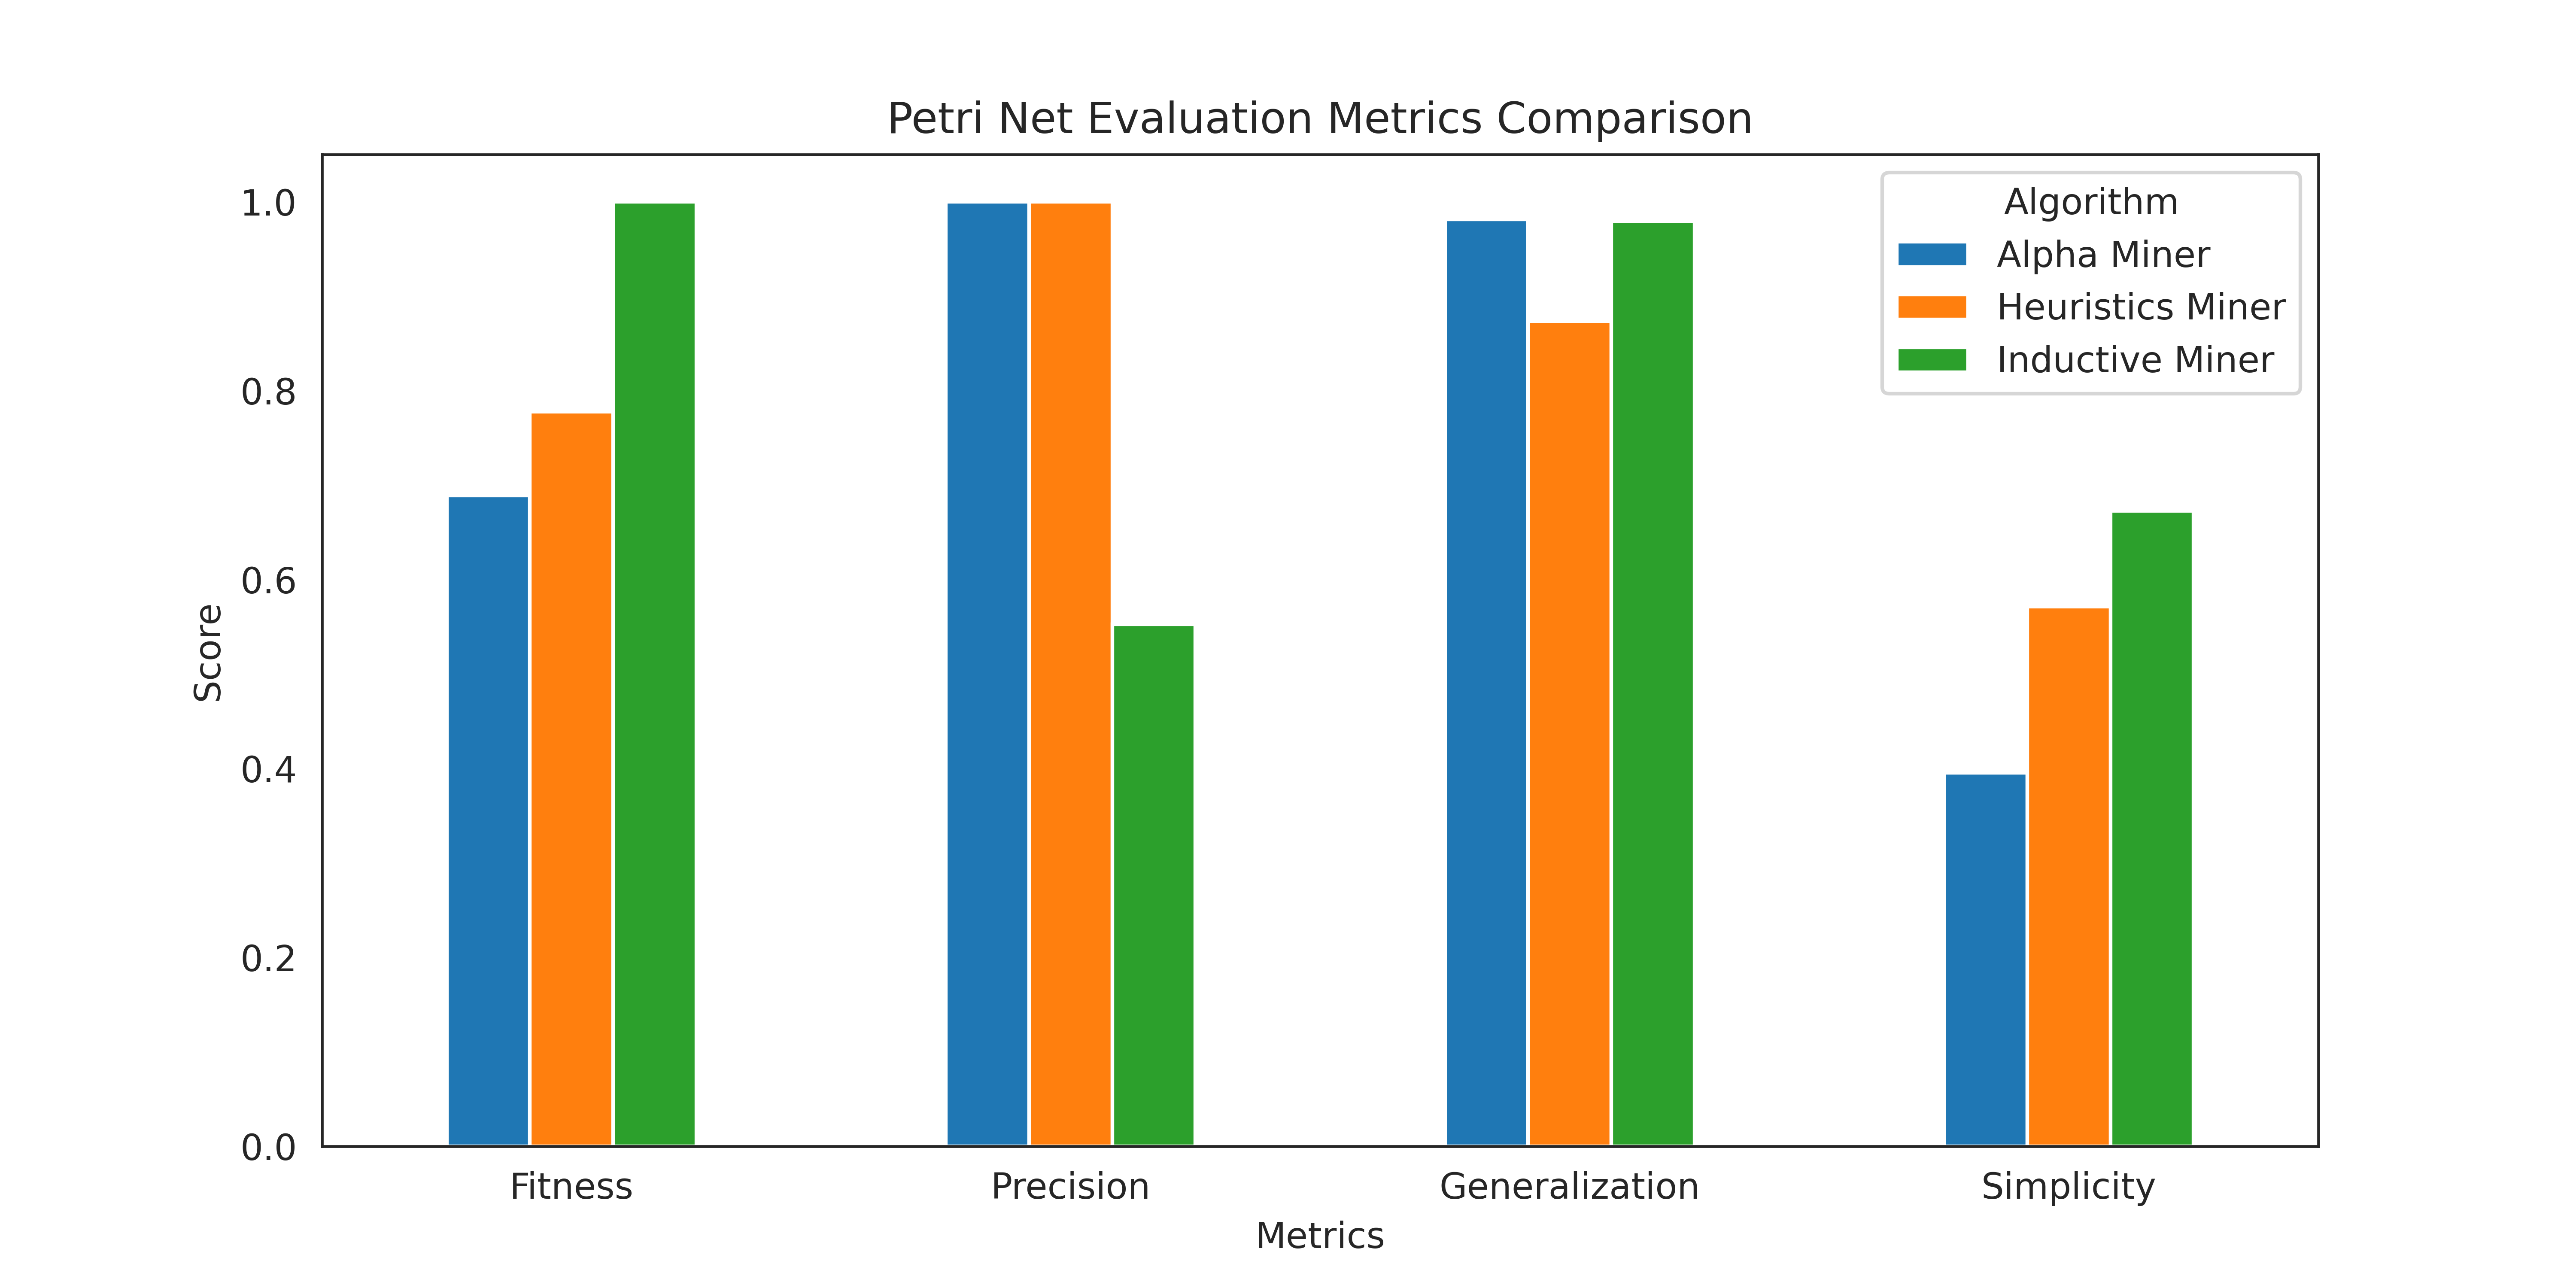 Petri Net Evaluation Metrics Comparison
Algorithm
Alpha Miner
Heuristics Miner
Inductive Miner
1.0
0.8
0.6
0.4
0.2
0.0
Score
Fitness Precision Generalization Simplicity
Metrics